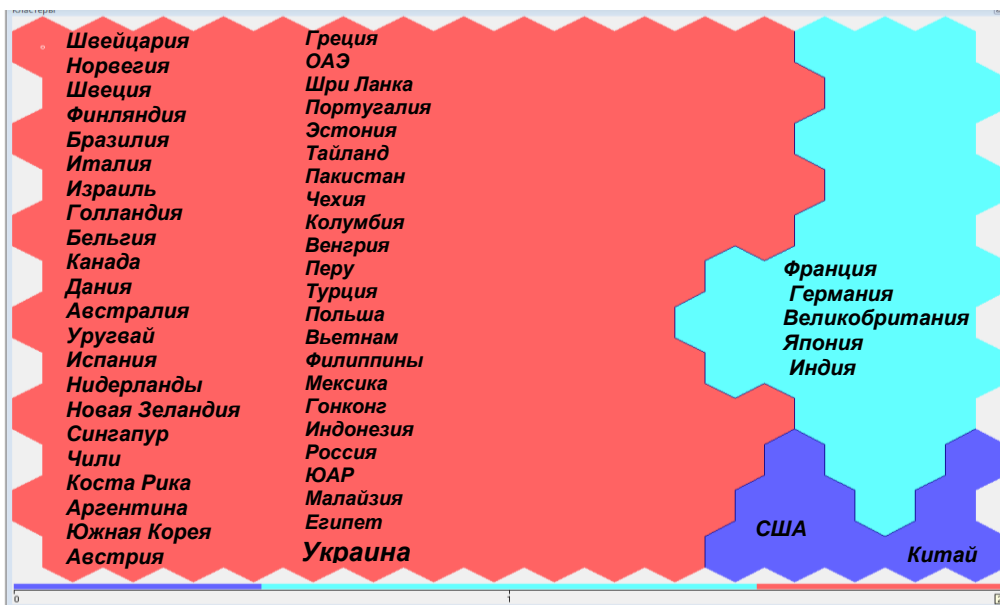 Кластеры
Швейцария
Норвегия
Швеция
Финляндия
Бразилия
Италия
Израиль
Голландия
Бельгия
Канада
Дания
Австралия
Уругвай
Испания
Нидерланды
Новая Зеландия
Сингапур
Чили
Коста Рика
Аргентина
Южная Корея
Австрия
Греция
ОАЭ
Шри Ланка
Португалия
Эстония
Тайланд
Пакистан
Чехия
Колумбия
Венгрия
Перу
Турция
Польша
Вьетнам
Филиппины
Мексика
Гонконг
Индонезия
Россия
ЮАР
Малайзия
Египет
Украина
Франция
Германия
Великобритания
Япония
Индия
США
Китай
0 1 2